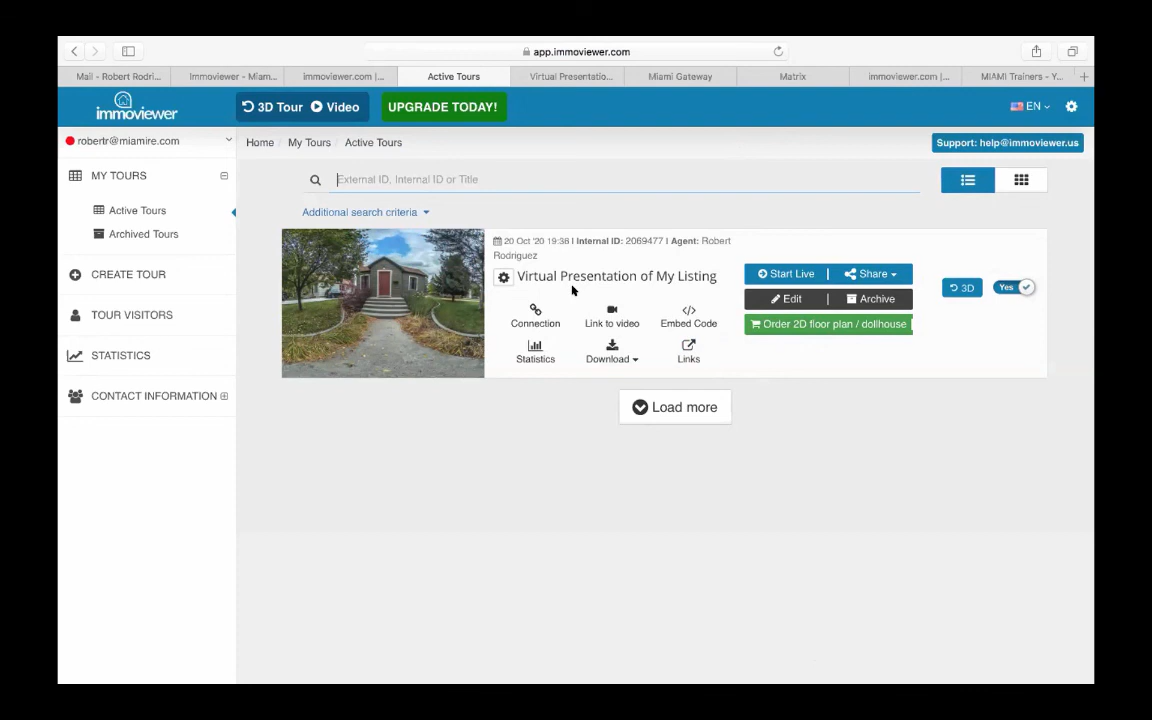 app.immoviewer.com
Mail - Robert Rodri...
Immoviewer - Miam...
immoviewer.com |...
Active Tours
Virtual Presentatio...
Miami Gateway
Matrix
immoviewer.com |...
MIAMI Trainers - Y...
immoviewer
3D Tour Video
UPGRADE TODAY!
EN
robertr@miamire.com
Home / My Tours / Active Tours
Support: help@immoviewer.us
MY TOURS
Active Tours
Archived Tours
CREATE TOUR
TOUR VISITORS
STATISTICS
CONTACT INFORMATION
External ID, Internal ID or Title
Additional search criteria
20 Oct '20 19:36 | Internal ID: 2069477 | Agent: Robert
Rodriguez
Virtual Presentation of My Listing
Connection
Link to video
Embed Code
Statistics
Download
Links
Start Live | Share
Edit | Archive
Order 2D floor plan / dollhouse
3D
Yes
Load more